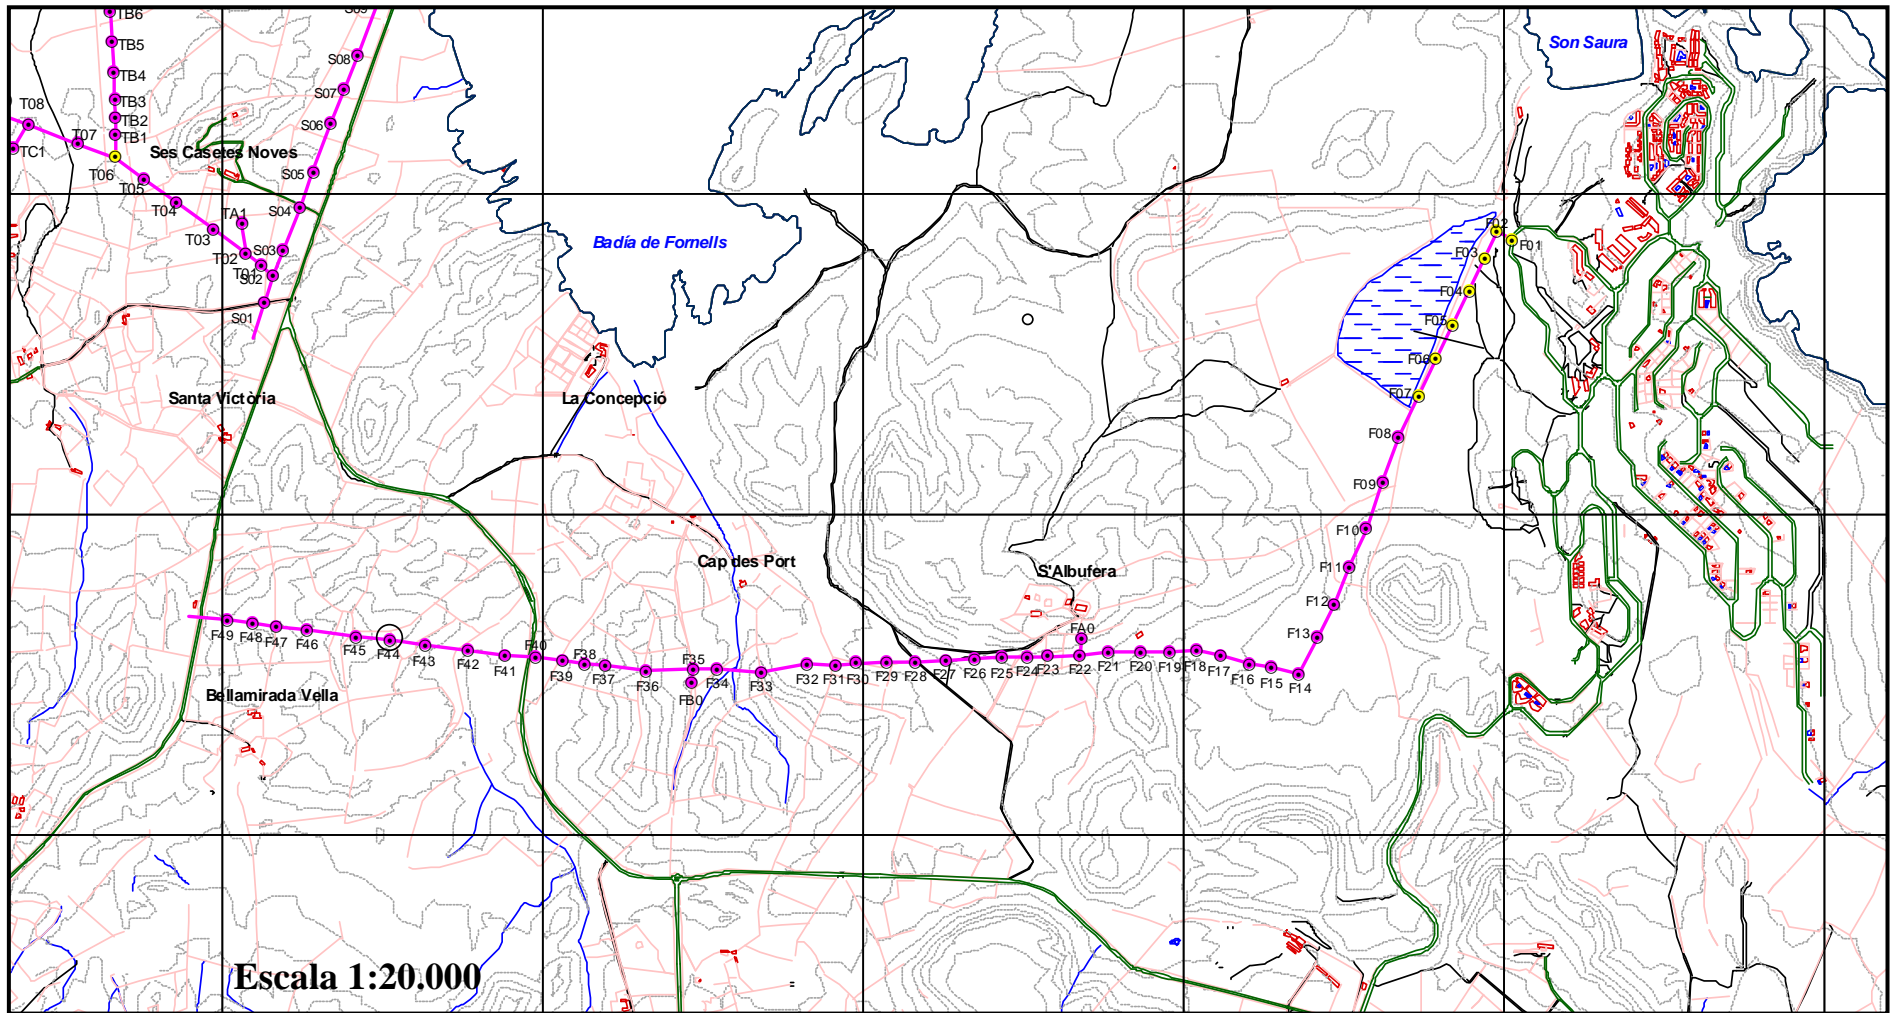 TB6
S09
TB5
Son Saura
S08
TB4
S07
TB3
T08
TB2
S06
TB1
T07
TC1
Ses Casetes Noves
T06
S05
T05
T04
S04
TA1
F02
T03
Badía de Fornells
F01
S03
T02
F03
T01
S02
F04
S01
F05
F06
Santa Victòria
La Concepció
F07
F08
F09
F10
Cap des Port
S'Albufera
F11
F12
F49
F48
F47
F46
F45
F44
F43
F42
F41
F40
F39
F38
F37
F36
F35
F34
F33
F32
F31
F30
F29
F28
F27
F26
F25
F24
F23
F22
FA0
F21
F20
F19
F18
F17
F16
F15
F14
F13
FB0
Bellamirada Vella
Escala 1:20.000